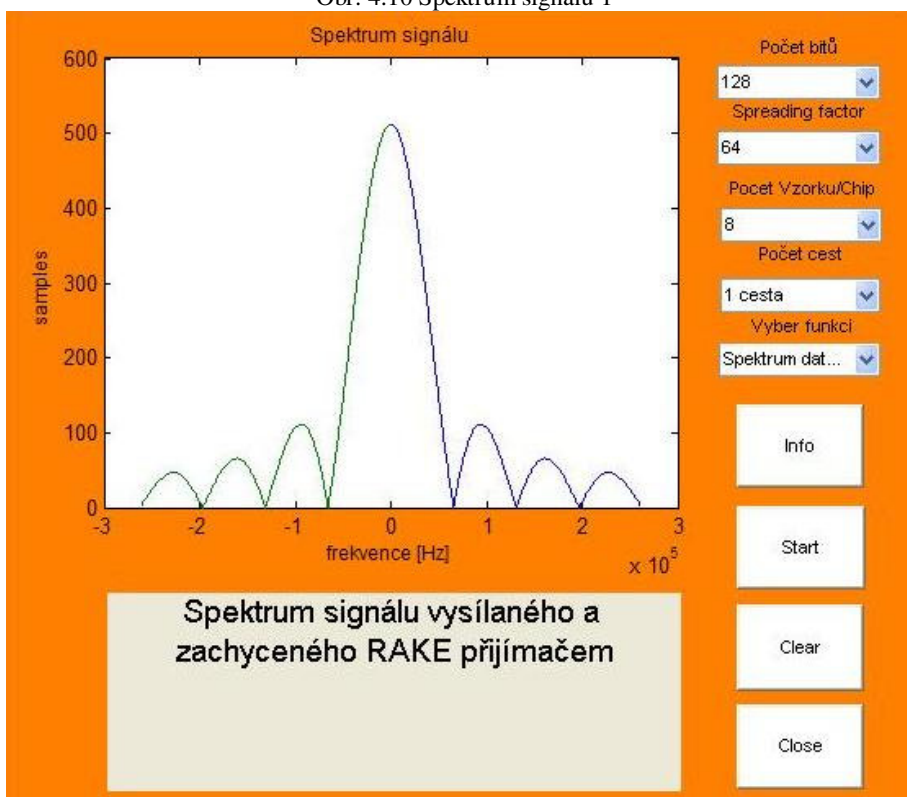 Obr. 4.16 Spektrum signálu 1
Spektrum signálu
600
500
400
300
200
100
0
samples
-3 -2 -1 0 1 2 3
frekvence [Hz]
x 10^5
Počet bitů
128
Spreading factor
64
Pocet Vzorku/Chip
8
Počet cest
1 cesta
Vyber funkci
Spektrum dat...
Info
Start
Clear
Close
Spektrum signálu vysílaného a
zachyceného RAKE přijímačem